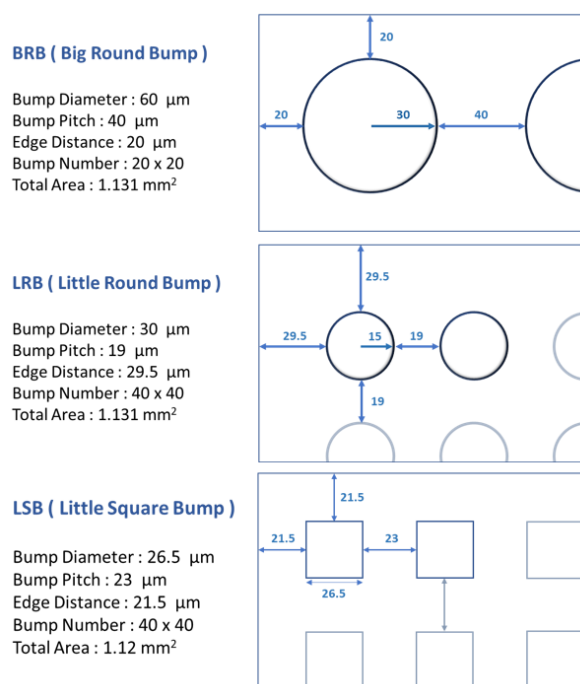 BRB ( Big Round Bump )
Bump Diameter : 60 μm
Bump Pitch : 40 μm
Edge Distance : 20 μm
Bump Number : 20 x 20
Total Area : 1.131 mm²
20
20
30
40
LRB ( Little Round Bump )
Bump Diameter : 30 μm
Bump Pitch : 19 μm
Edge Distance : 29.5 μm
Bump Number : 40 x 40
Total Area : 1.131 mm²
29.5
29.5
15
19
19
LSB ( Little Square Bump )
Bump Diameter : 26.5 μm
Bump Pitch : 23 μm
Edge Distance : 21.5 μm
Bump Number : 40 x 40
Total Area : 1.12 mm²
21.5
21.5
23
26.5